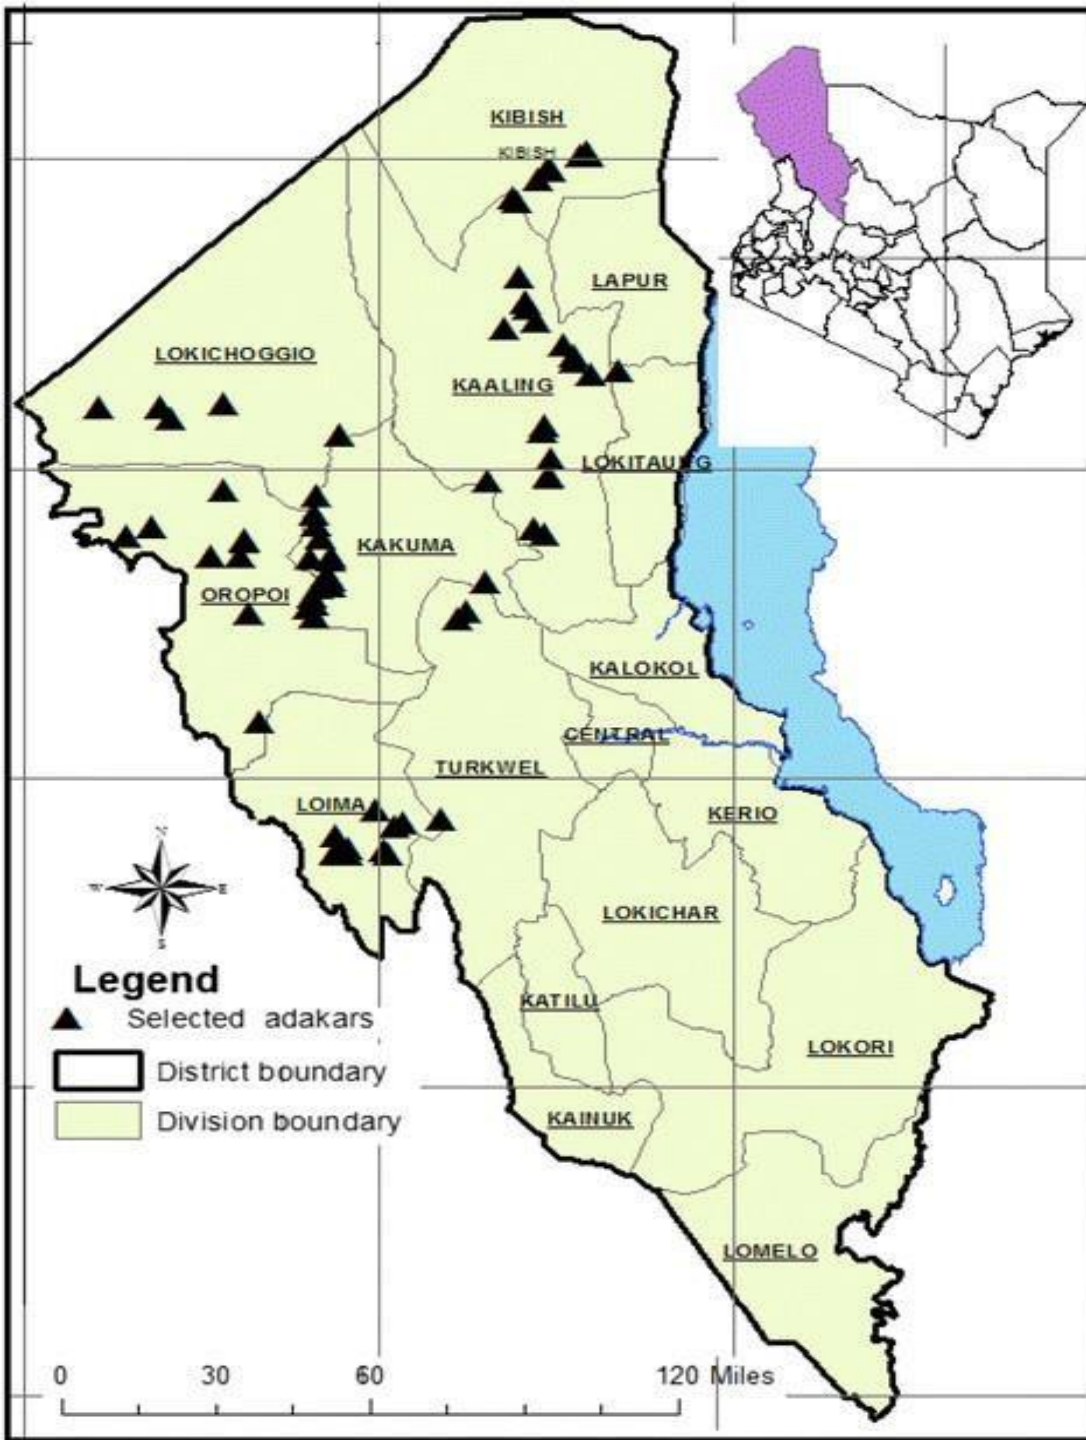 KIBISH
KIBISH
LAPUR
LOKICHOGGIO
KAALING
LOKITAUNG
KAKUMA
OROPOI
KALOKOL
CENTRAL
TURKWEL
LOIMA
KERIO
N
E
S
LOKICHAR
Legend
KATILU
Selected adakars
LOKORI
District boundary
Division boundary
KAINUK
LOMELO
0 30 60 120 Miles